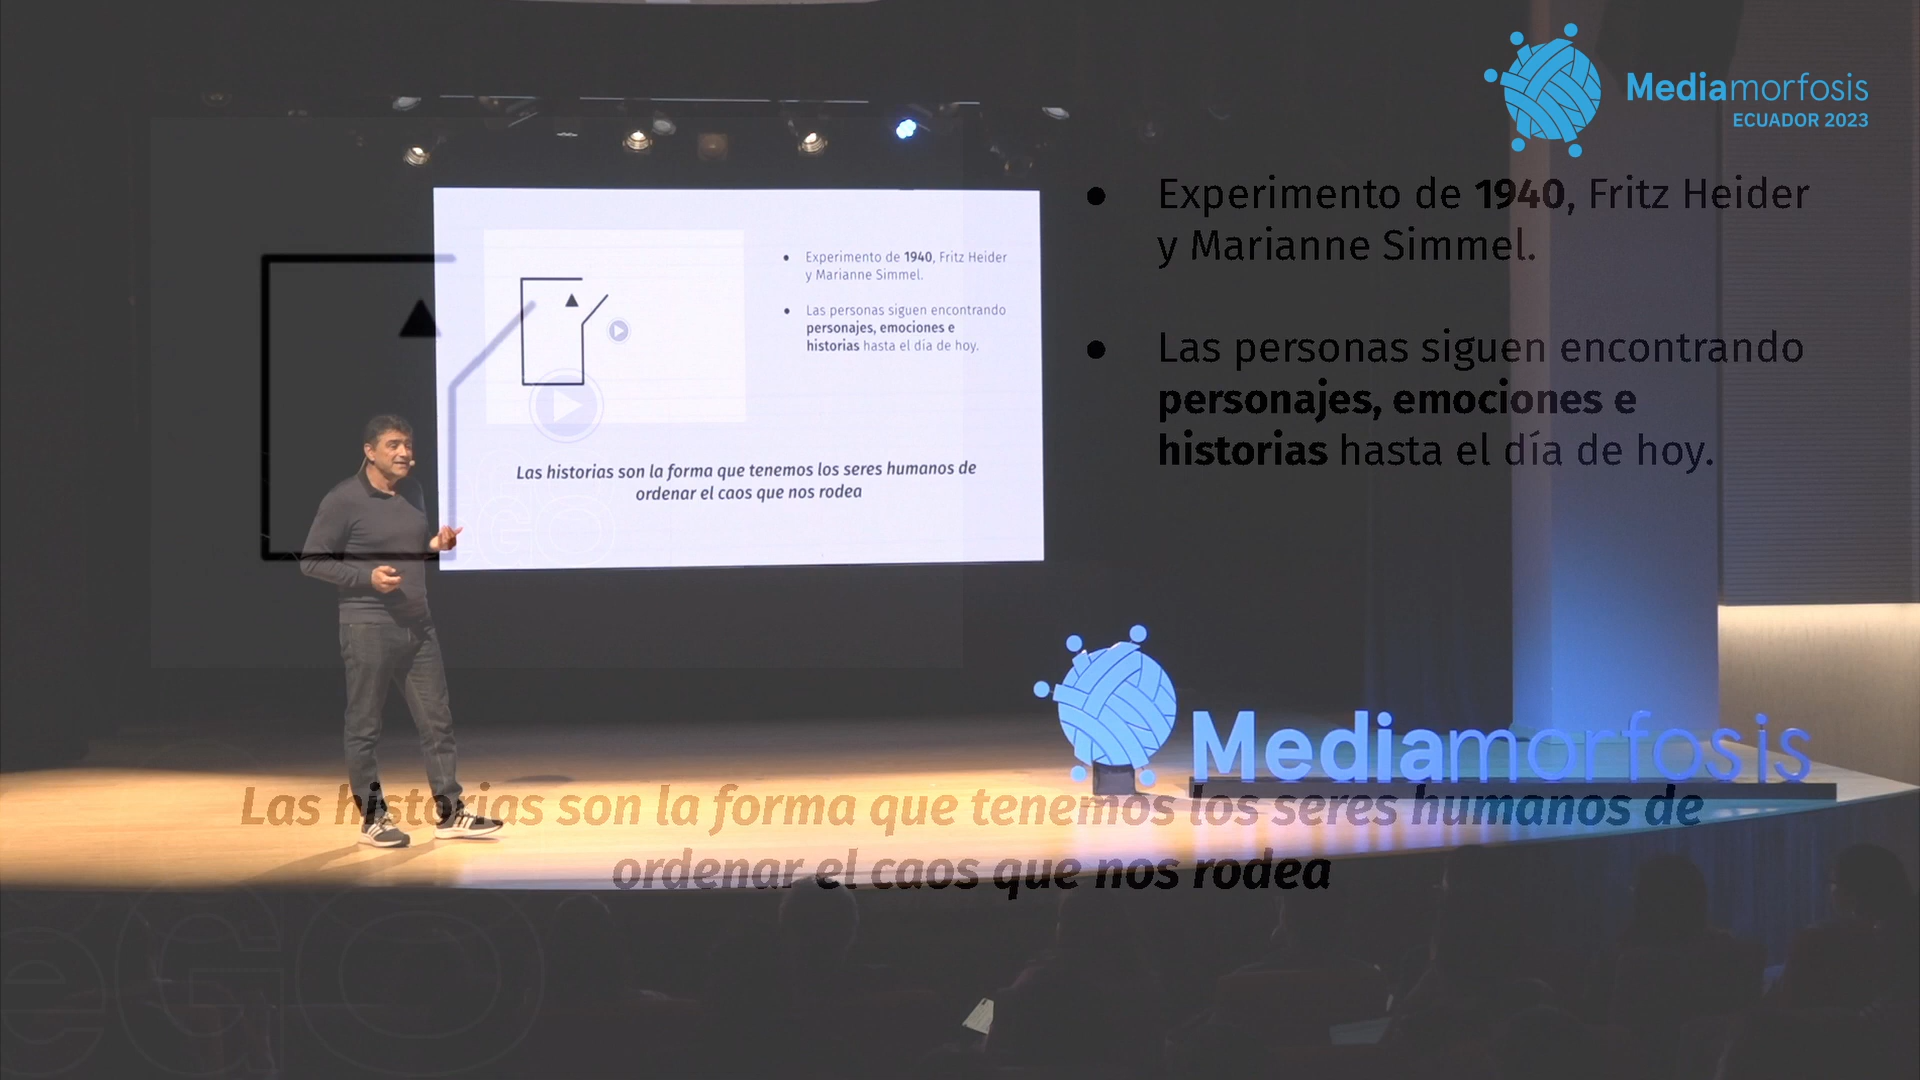 Mediamorfosis
ECUADOR 2023
● Experimento de 1940, Fritz Heider
y Marianne Simmel.
● Las personas siguen encontrando
personajes, emociones e
historias hasta el día de hoy.
Las historias son la forma que tenemos los seres humanos de
ordenar el caos que nos rodea
● Experimento de 1940, Fritz Heider
y Marianne Simmel.
● Las personas siguen encontrando
personajes, emociones e
historias hasta el día de hoy.
Las historias son la forma que tenemos los seres humanos de
ordenar el caos que nos rodea
Mediamorfosis
eGO